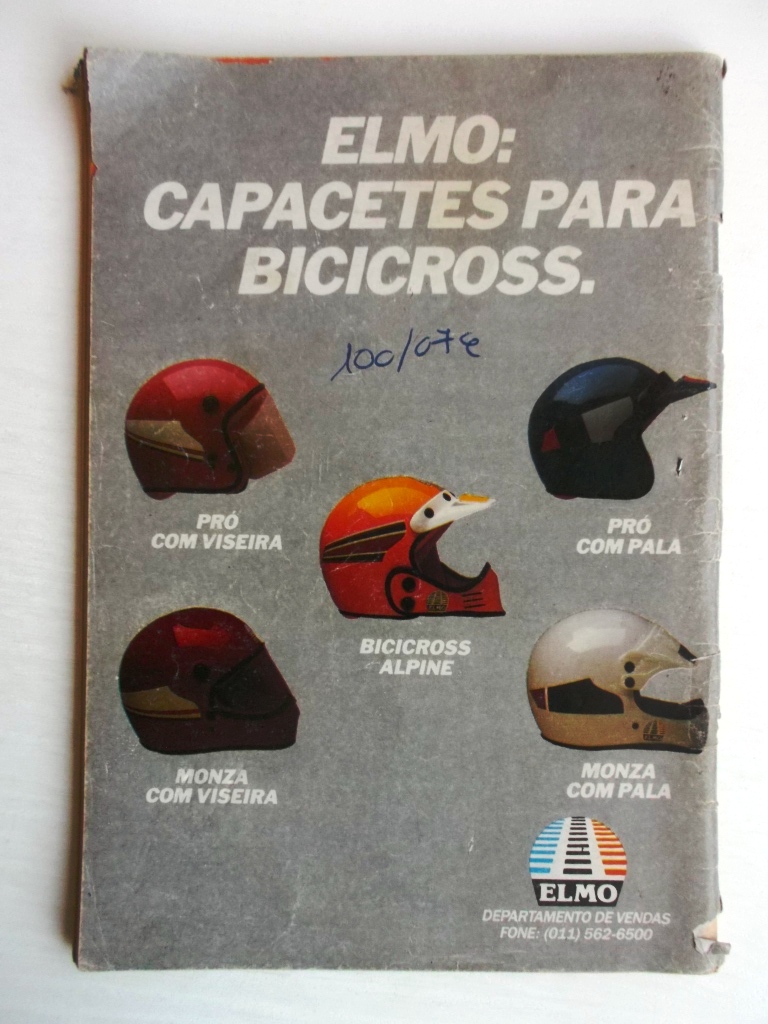 ELMO:
CAPACETES PARA
BICICROSS.
100/074
PRÓ
COM VISEIRA
PRÓ
COM PALA
BICICROSS
ALPINE
MONZA
COM VISEIRA
MONZA
COM PALA
ELMO
DEPARTAMENTO DE VENDAS
FONE: (011) 562-6500